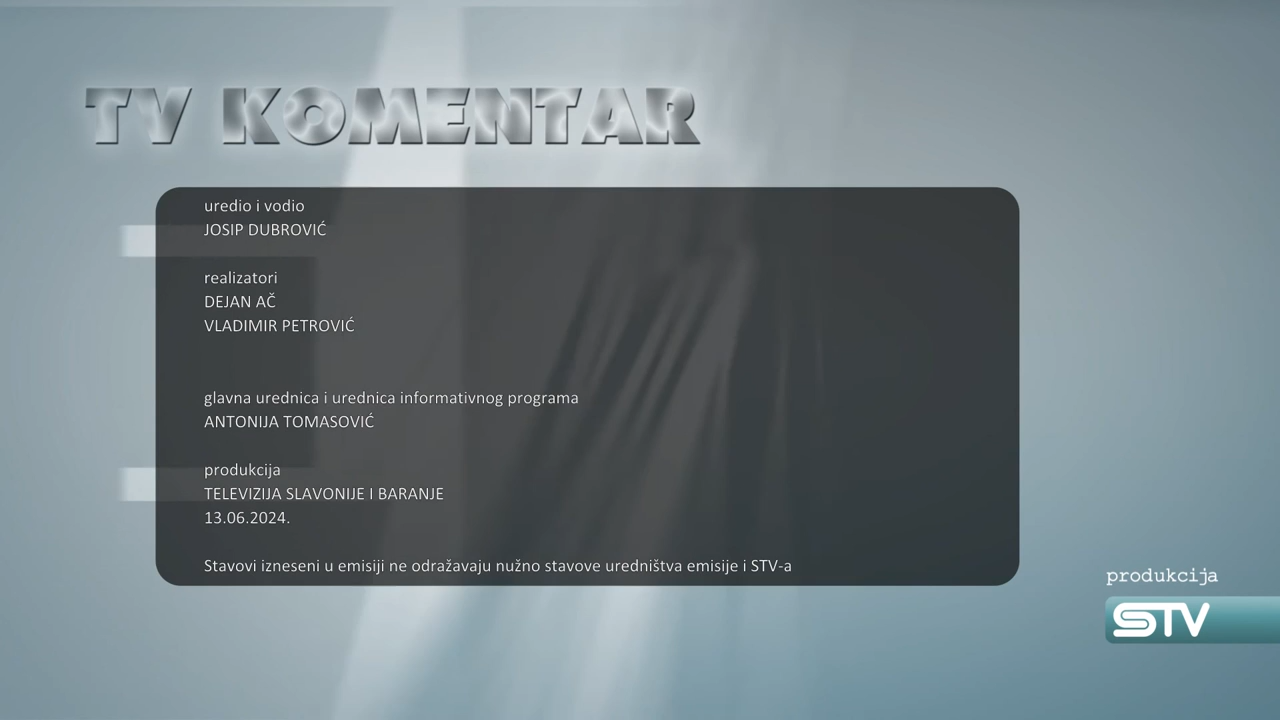 TV KOMENTAR
uredio i vodio
JOSIP DUBROVIĆ
realizatori
DEJAN AČ
VLADIMIR PETROVIĆ
glavna urednica i urednica informativnog programa
ANTONIJA TOMASOVIĆ
produkcija
TELEVIZIJA SLAVONIJE I BARANJE
13.06.2024.
Stavovi izneseni u emisiji ne odražavaju nužno stavove uredništva emisije i STV-a
produkcija
STV